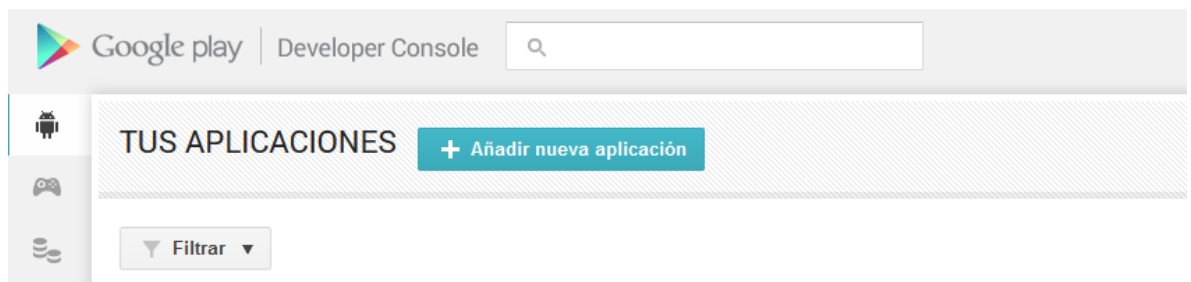 Google play Developer Console
TUS APLICACIONES
+ Añadir nueva aplicación
Filtrar